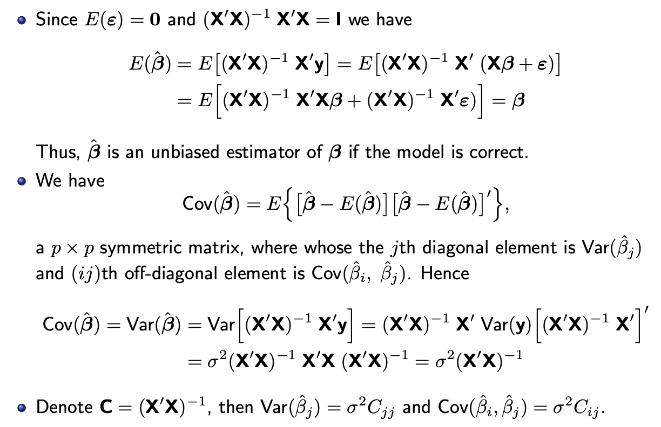 • Since E(ε) = 0 and (X′X)⁻¹ X′X = I we have
E(β̂) = E[(X′X)⁻¹ X′y] = E[(X′X)⁻¹ X′ (Xβ + ε)]
= E[(X′X)⁻¹ X′Xβ + (X′X)⁻¹ X′ε)] = β
Thus, β̂ is an unbiased estimator of β if the model is correct.
• We have
Cov(β̂) = E{[β̂ − E(β̂)][β̂ − E(β̂)]′},
a p × p symmetric matrix, where whose the jth diagonal element is Var(β̂ⱼ)
and (ij)th off-diagonal element is Cov(β̂ᵢ, β̂ⱼ). Hence
Cov(β̂) = Var(β̂) = Var[(X′X)⁻¹ X′y] = (X′X)⁻¹ X′ Var(y)[(X′X)⁻¹ X′]′
= σ²(X′X)⁻¹ X′X (X′X)⁻¹ = σ²(X′X)⁻¹
• Denote C = (X′X)⁻¹, then Var(β̂ⱼ) = σ²Cⱼⱼ and Cov(β̂ᵢ, β̂ⱼ) = σ²Cᵢⱼ.